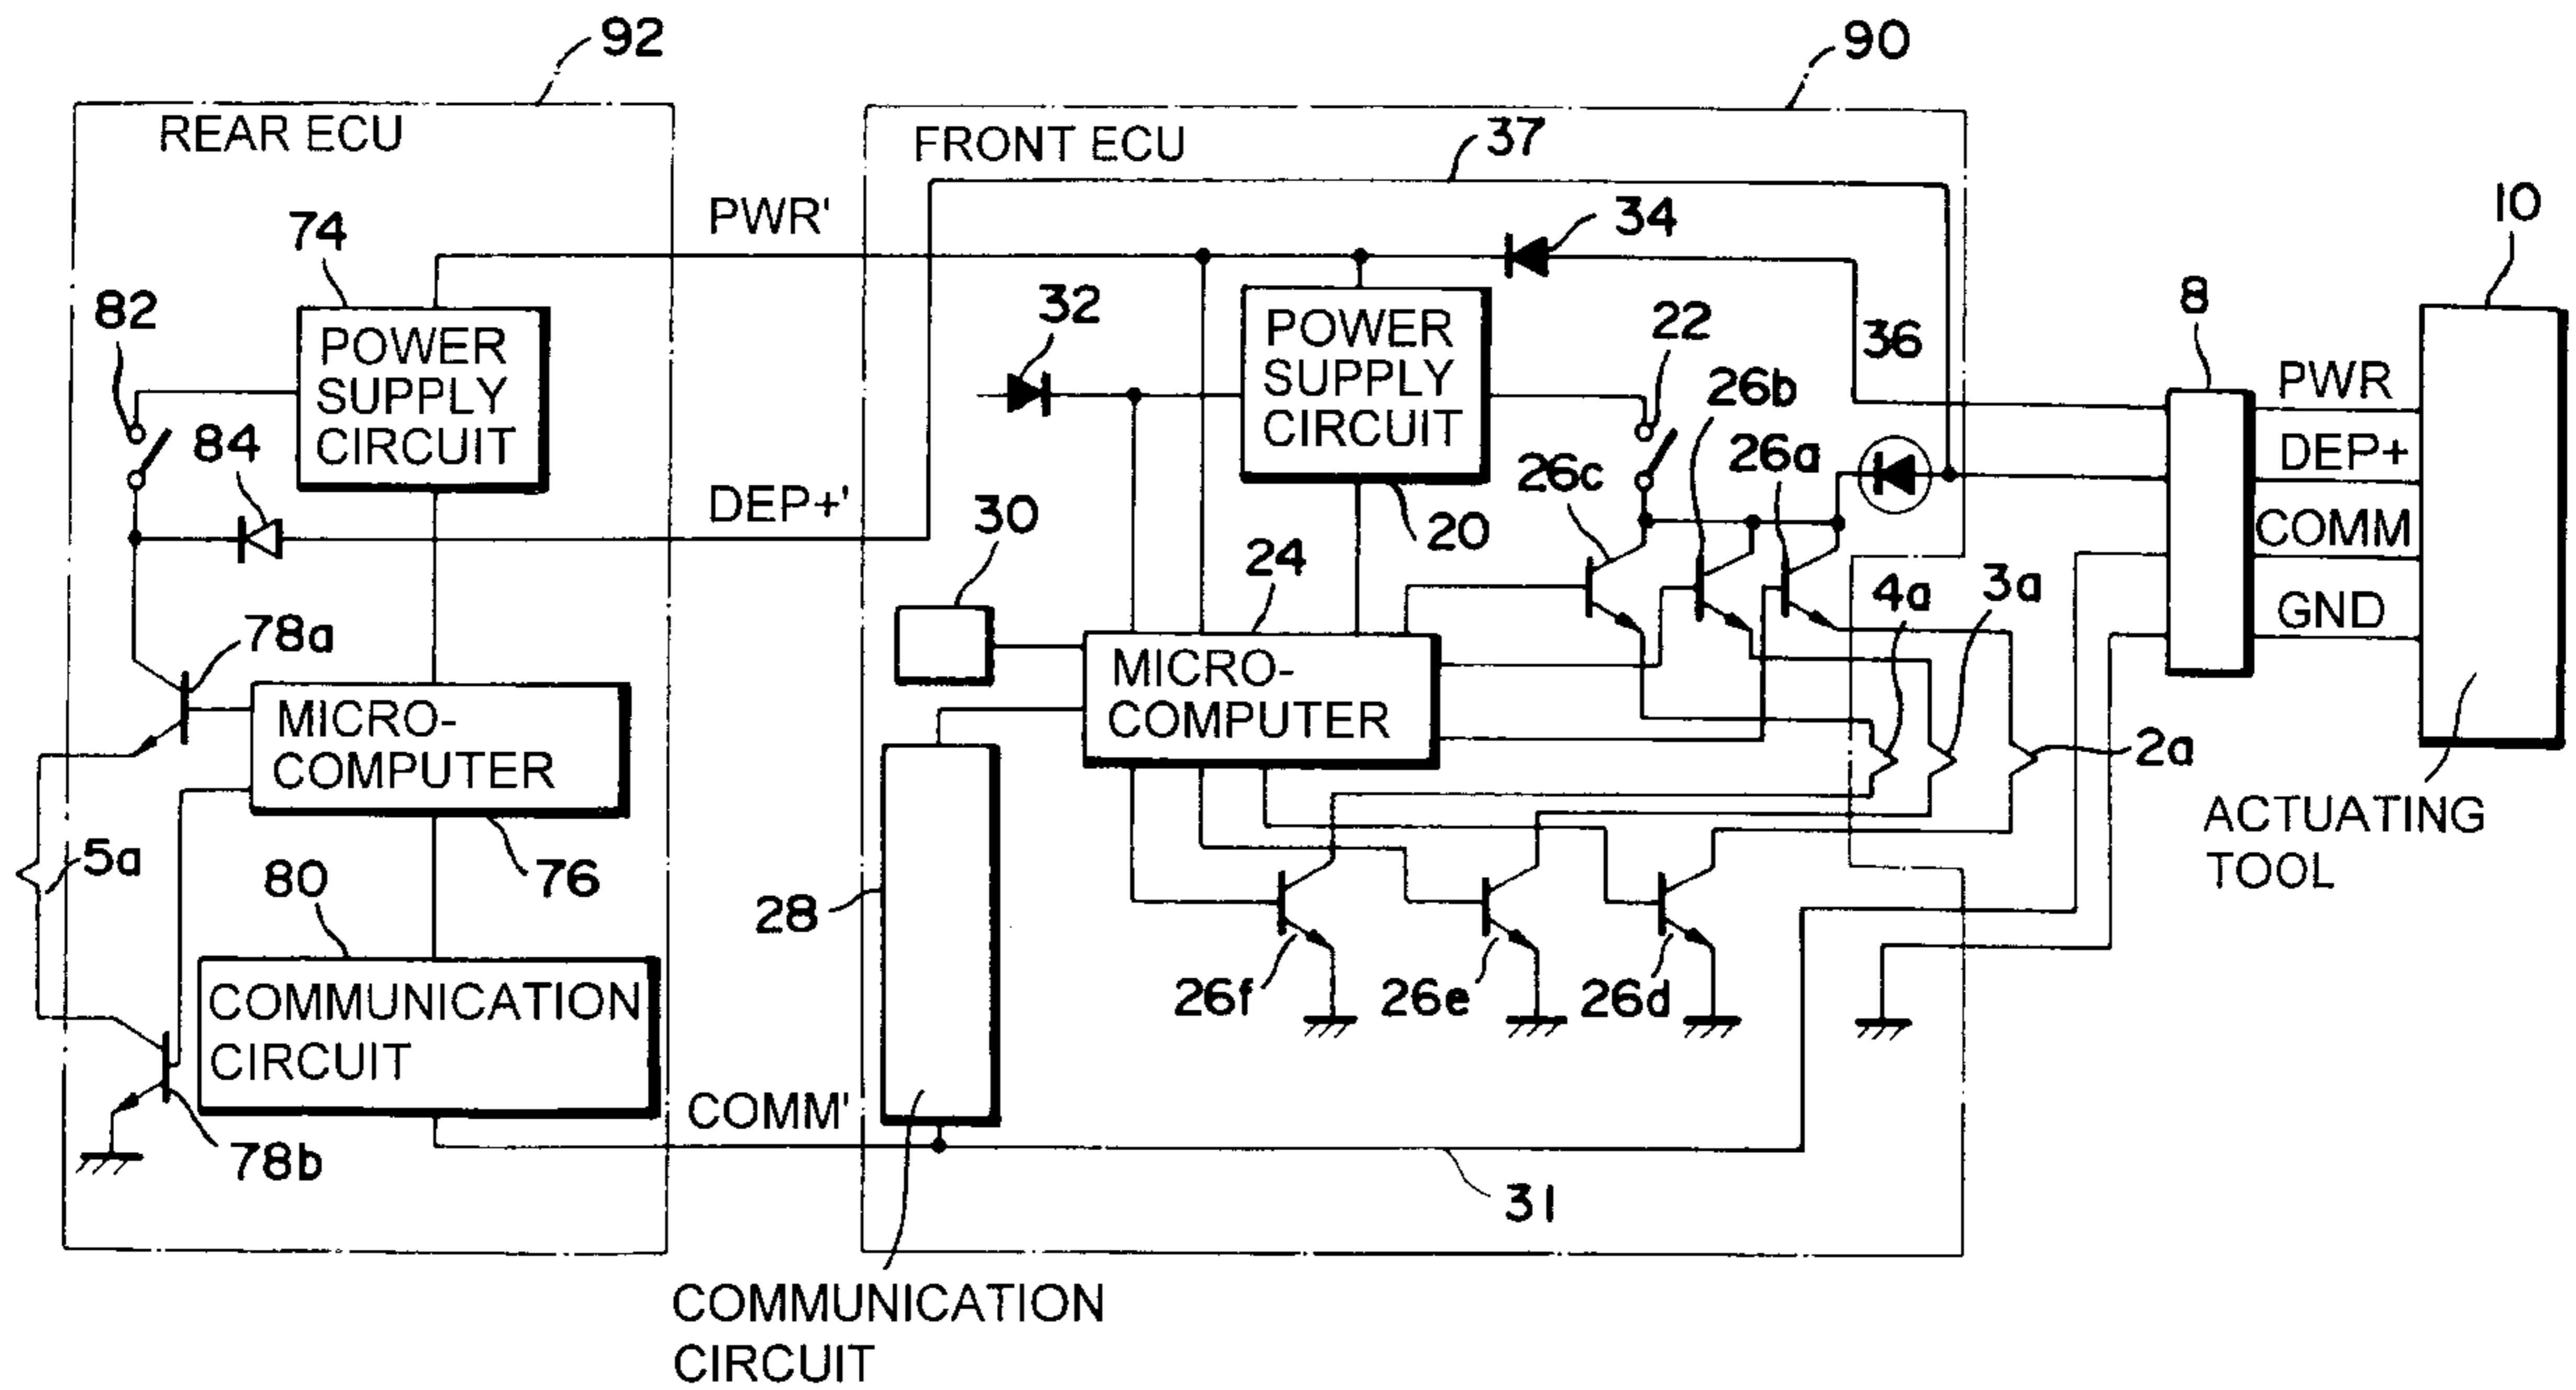 92
90
REAR ECU
FRONT ECU
37
10
PWR'
34
74
82
32
8
POWER
SUPPLY
CIRCUIT
POWER
SUPPLY
CIRCUIT
22
36
PWR
26b
84
26c
26a
DEP+
DEP+'
30
20
COMM
24
4a
3a
GND
78a
MICRO-
COMPUTER
MICRO-
COMPUTER
2a
ACTUATING
TOOL
5a
80
76
28
COMMUNICATION
CIRCUIT
26f
26e
26d
COMM'
78b
31
COMMUNICATION
CIRCUIT